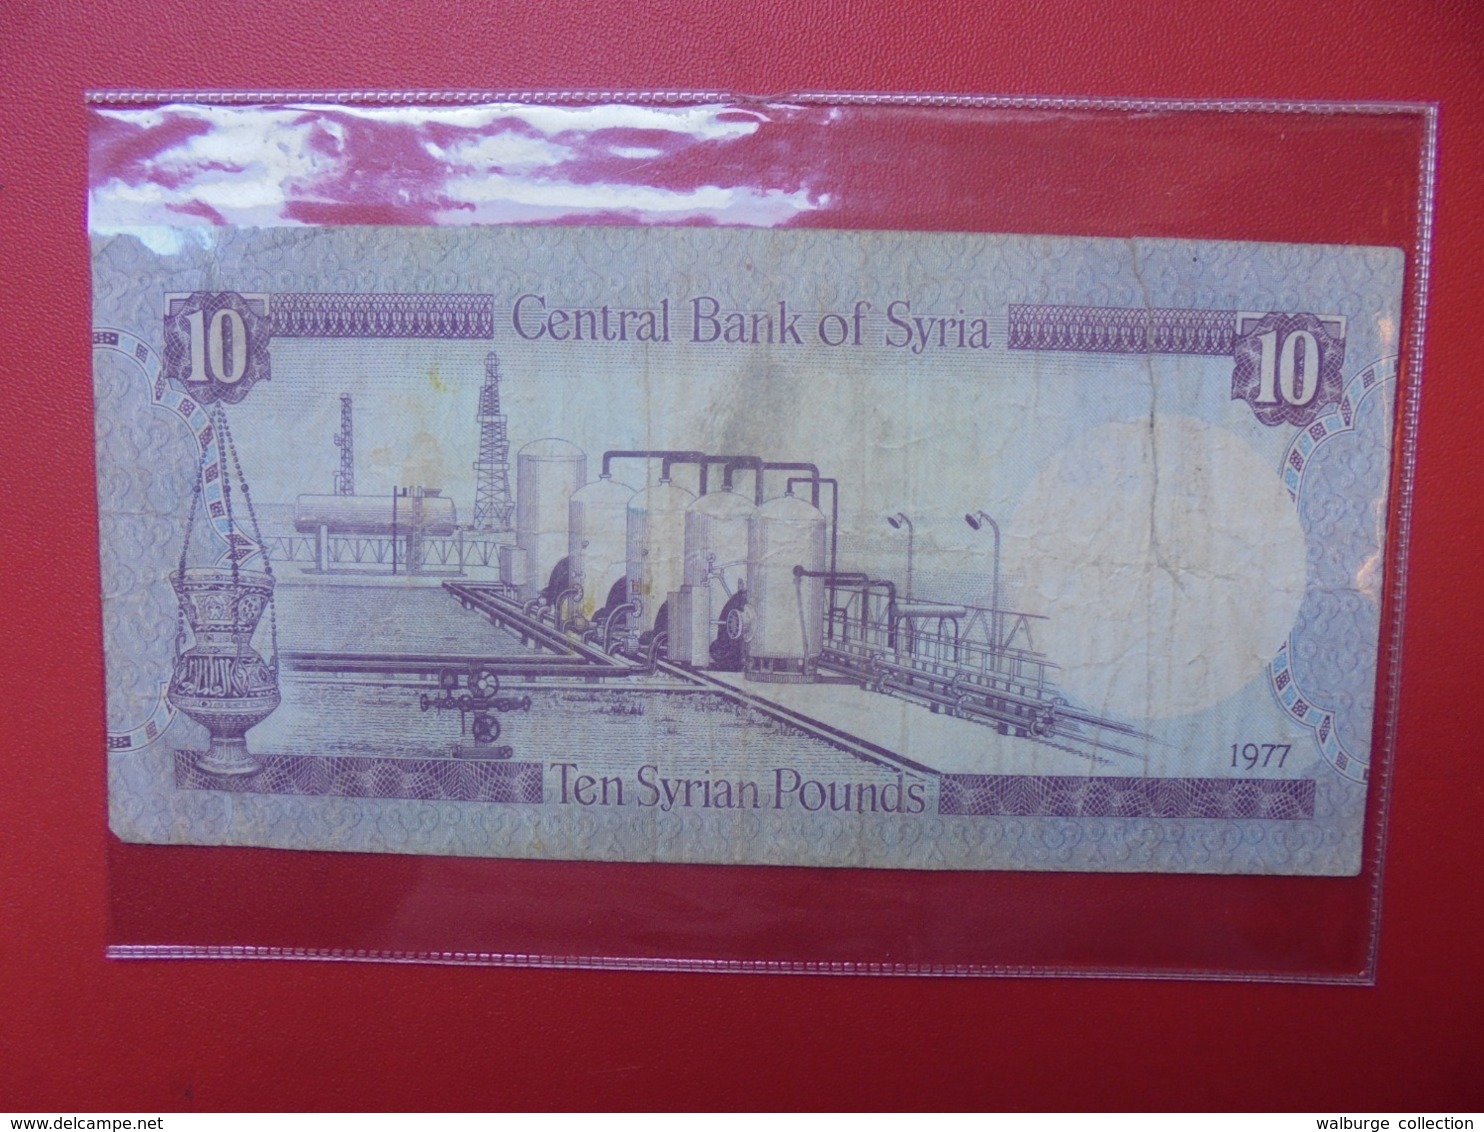 10
Central Bank of Syria
10
1977
Ten Syrian Pounds
www.delcampe.net
walburge collection